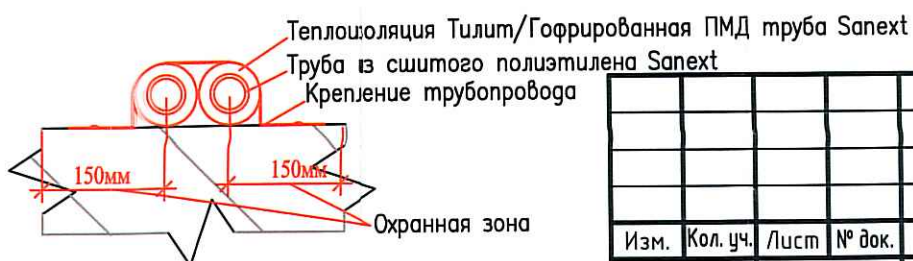 Теплоизоляция Тилит/Гофрированная ПМД труба Sanext
Труба из сшитого полиэтилена Sanext
Крепление трубопровода
150мм
150мм
Охранная зона
Изм. Кол. уч. Лист № док.